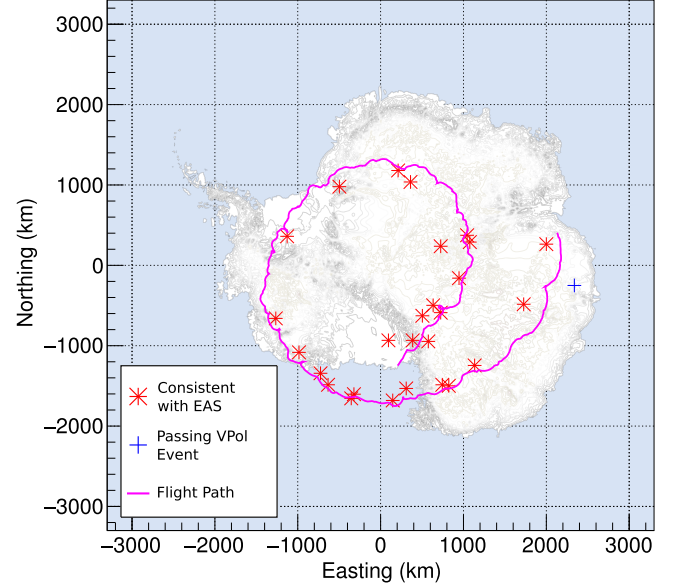 3000
2000
1000
0
−1000
−2000
−3000
Northing (km)
Consistent
with EAS
Passing VPol
Event
Flight Path
−3000 −2000 −1000 0 1000 2000 3000
Easting (km)